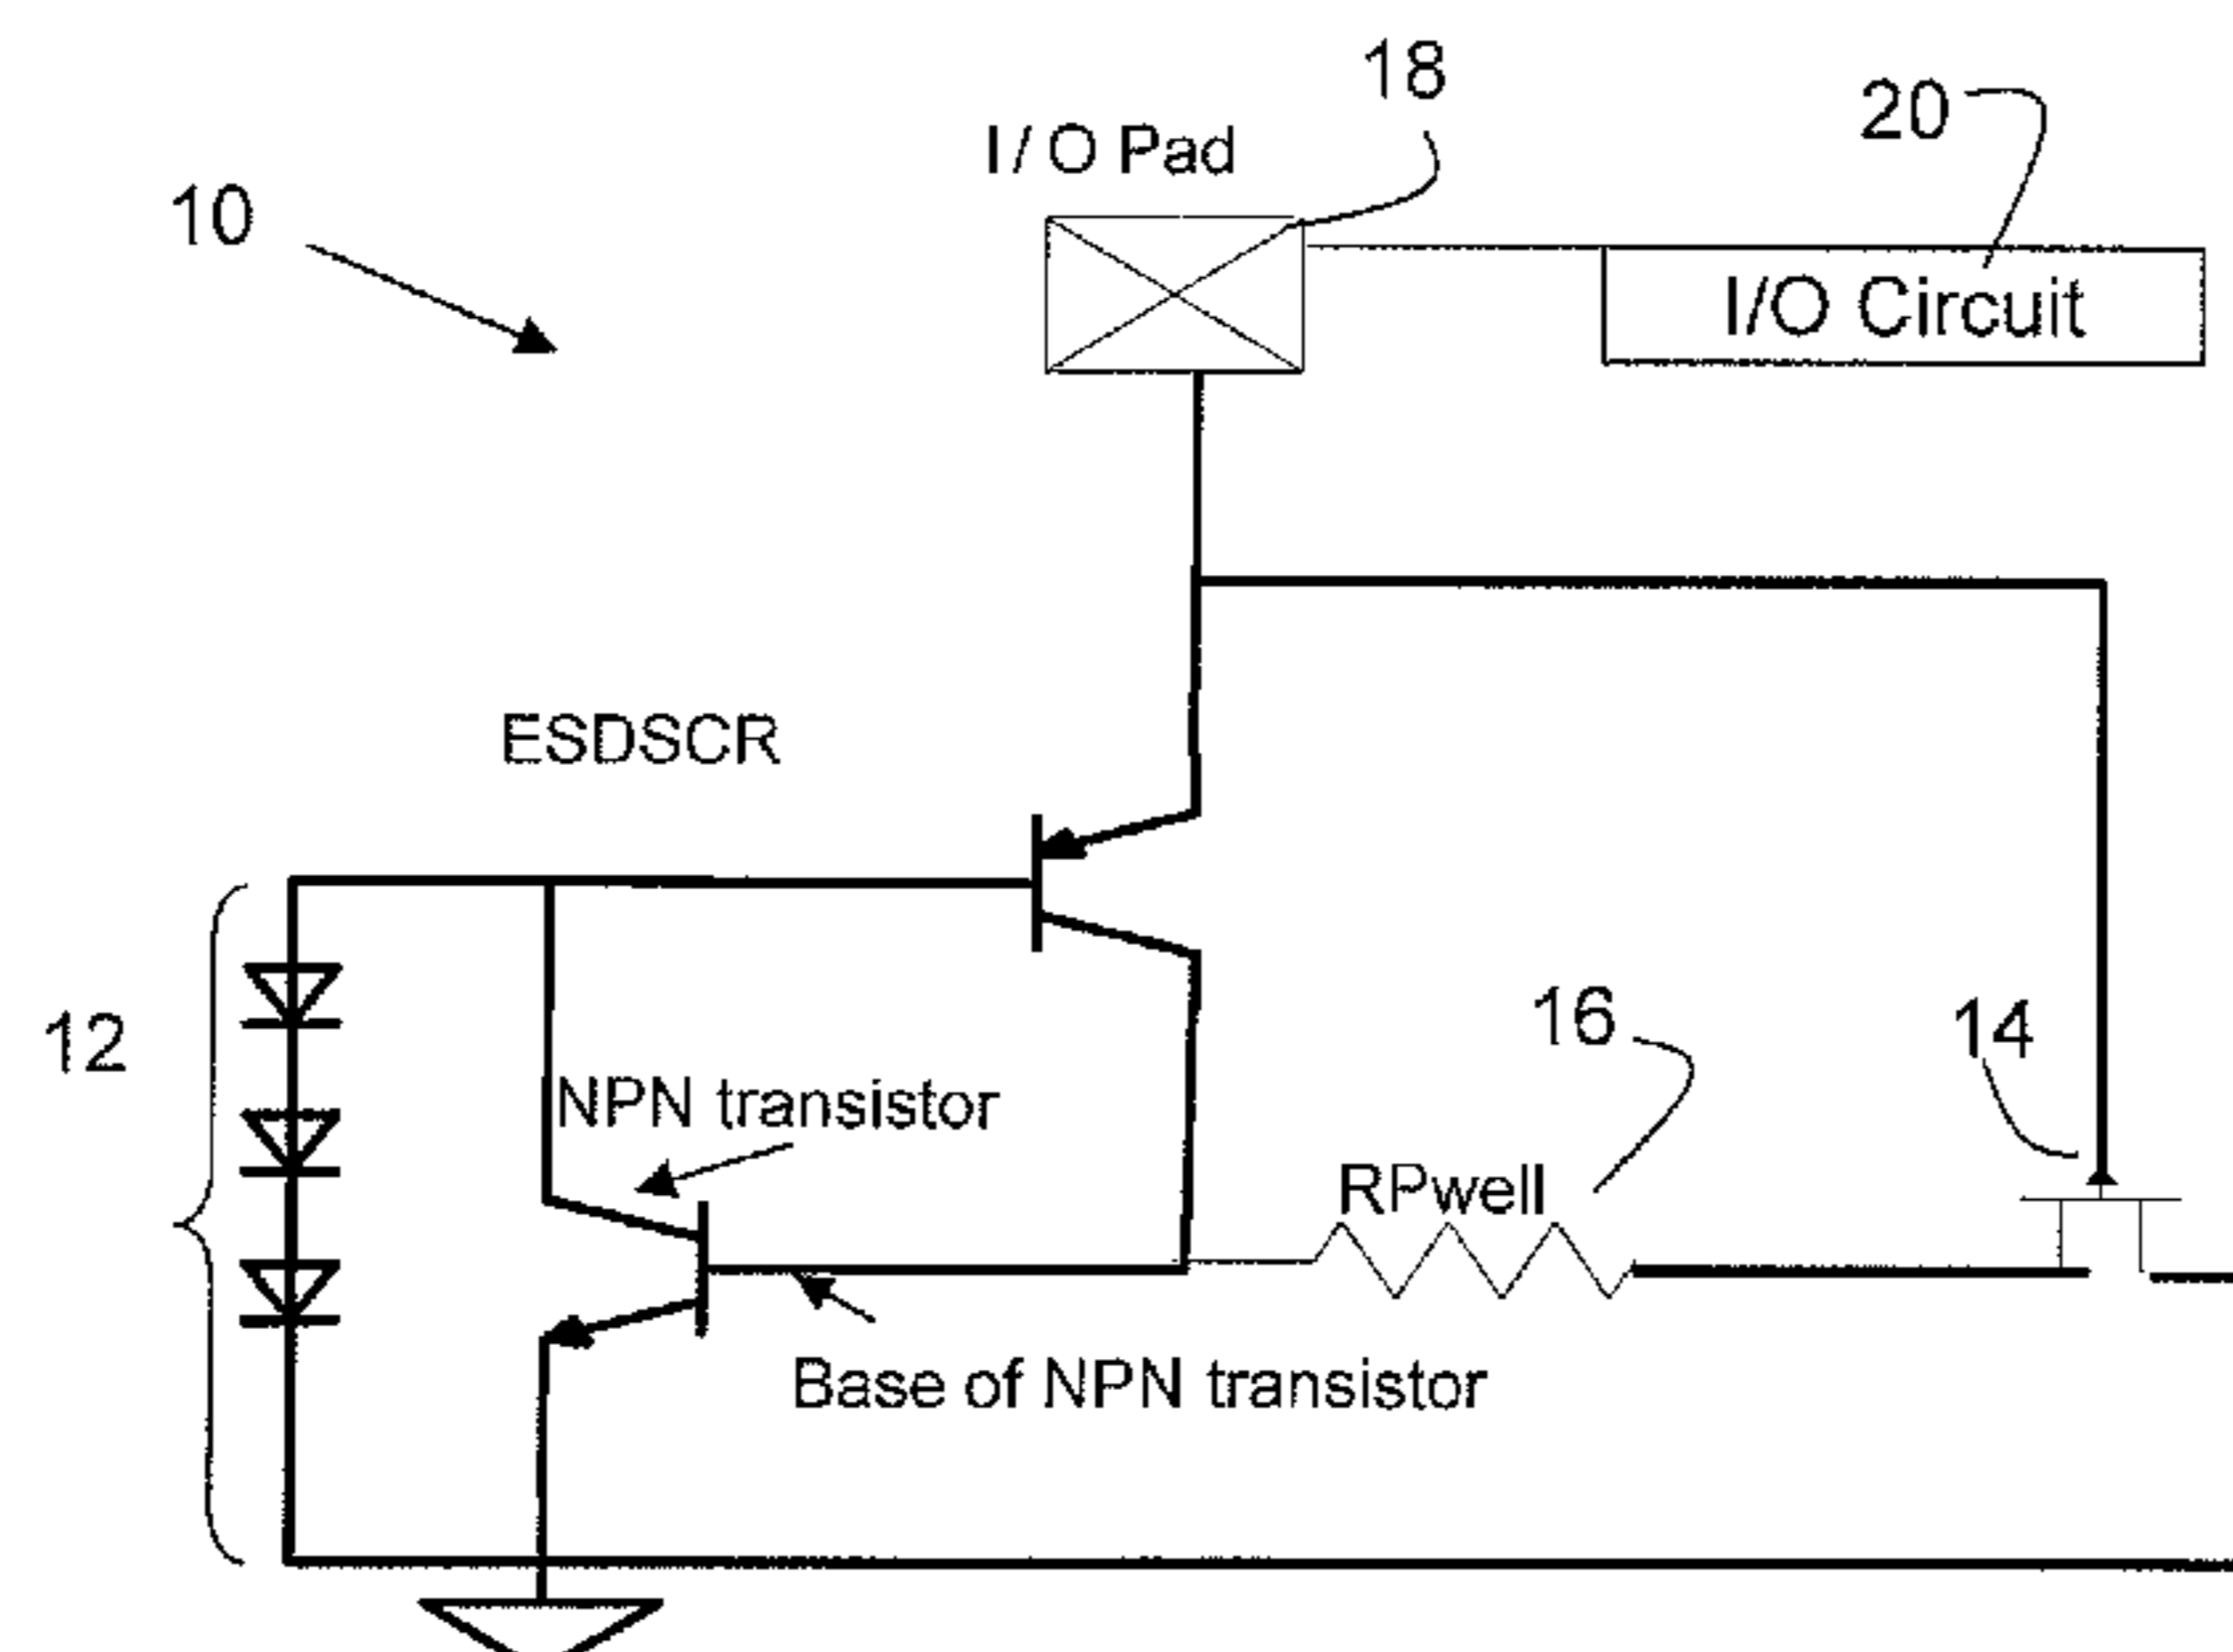 18
20
I / O Pad
10
I/O Circuit
ESDSCR
16
14
12
NPN transistor
RPwell
Base of NPN transistor